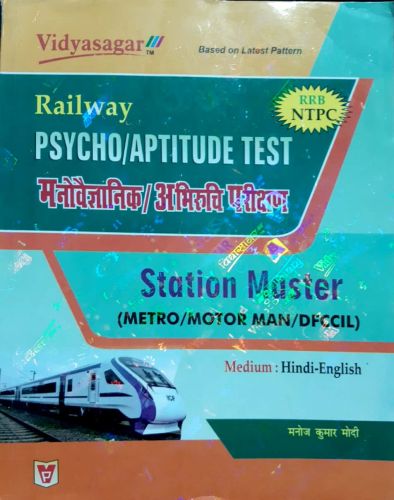 Vidyasagar
TM
Based on Latest Pattern
Railway
RRB
NTPC
PSYCHO/APTITUDE TEST
मनोवैज्ञानिक/अभिरुचि परीक्षण
Station Master
(METRO/MOTOR MAN/DFCCIL)
Medium : Hindi-English
मनोज कुमार मोदी